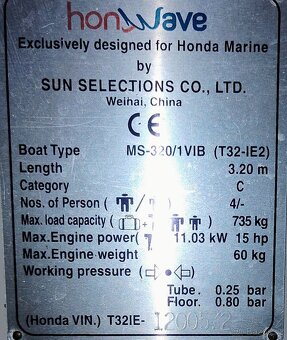 honwave
Exclusively designed for Honda Marine
by
SUN SELECTIONS CO., LTD.
Weihai, China
CE
Boat Type MS-320/1VIB (T32-IE2)
Length 3.20 m
Category C
Nos. of Person ( / ) 4/-
Max. load capacity ( + ) 735 kg
Max.Engine power( ) 11.03 kW 15 hp
Max.Engine weight 60 kg
Working pressure ( )
Tube. 0.25 bar
Floor. 0.80 bar
(Honda VIN.) T32IE-